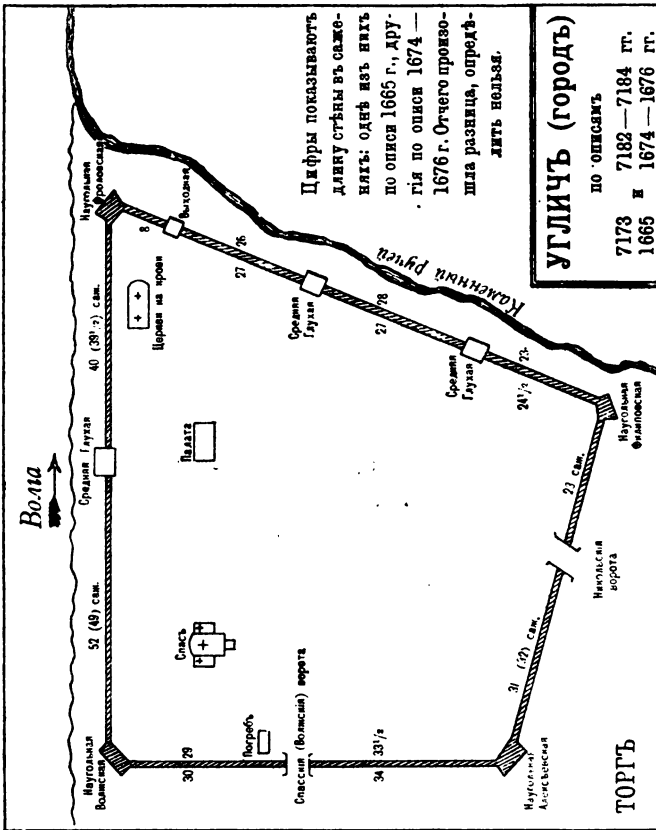 Волга
Наугольная
Волжская
52 (49) саж.
Средняя Глухая
40 (39¹/₂) саж.
Наугольная
Фроловская
8
Выходная
Церковь на крови
27 26
Средняя
Глухая
27 28
Средняя
Глухая
24¹/₂ 23
Каменный ручей
Наугольная
Филиповская
23 саж.
Никольскія
ворота
31 (32) саж.
Наугольная
Алексѣевская
ТОРГЪ
34 33¹/₂
Спасскія (Волжскія) ворота
Погребъ
30 29
Спасъ
Палата
Цифры показываютъ
длину стѣны въ саже-
няхъ: однѣ изъ нихъ
по описи 1665 г., дру-
гія по описи 1674 —
1676 г. Отчего произо-
шла разница, опредѣ-
лить нельзя.
УГЛИЧЪ (городъ)
по описямъ
7173 7182—7184 гг.
1665 и 1674—1676 гг.